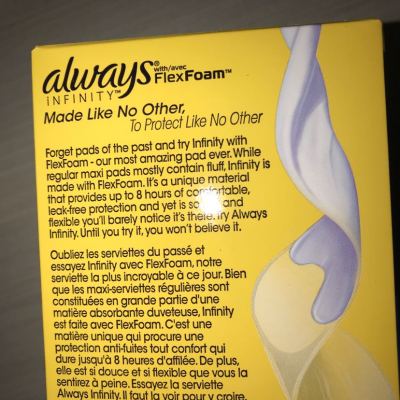 always®
with/avec
FlexFoam™
INFINITY™
Made Like No Other,
To Protect Like No Other
Forget pads of the past and try Infinity with
FlexFoam - our most amazing pad ever. While
regular maxi pads mostly contain fluff, Infinity is
made with FlexFoam. It's a unique material
that provides up to 8 hours of comfortable,
leak-free protection and yet is so and
flexible you'll barely notice it's there. Try Always
Infinity. Until you try it, you won't believe it.
Oubliez les serviettes du passé et
essayez Infinity avec FlexFoam, notre
serviette la plus incroyable à ce jour. Bien
que les maxi-serviettes régulières sont
constituées en grande partie d'une
matière absorbante duveteuse, Infinity
est faite avec FlexFoam. C'est une
matière unique qui procure une
protection anti-fuites tout confort qui
dure jusqu'à 8 heures d'affilée. De plus,
elle est si douce et si flexible que vous la
sentirez à peine. Essayez la serviette
Always Infinity. Il faut la voir pour y croire.